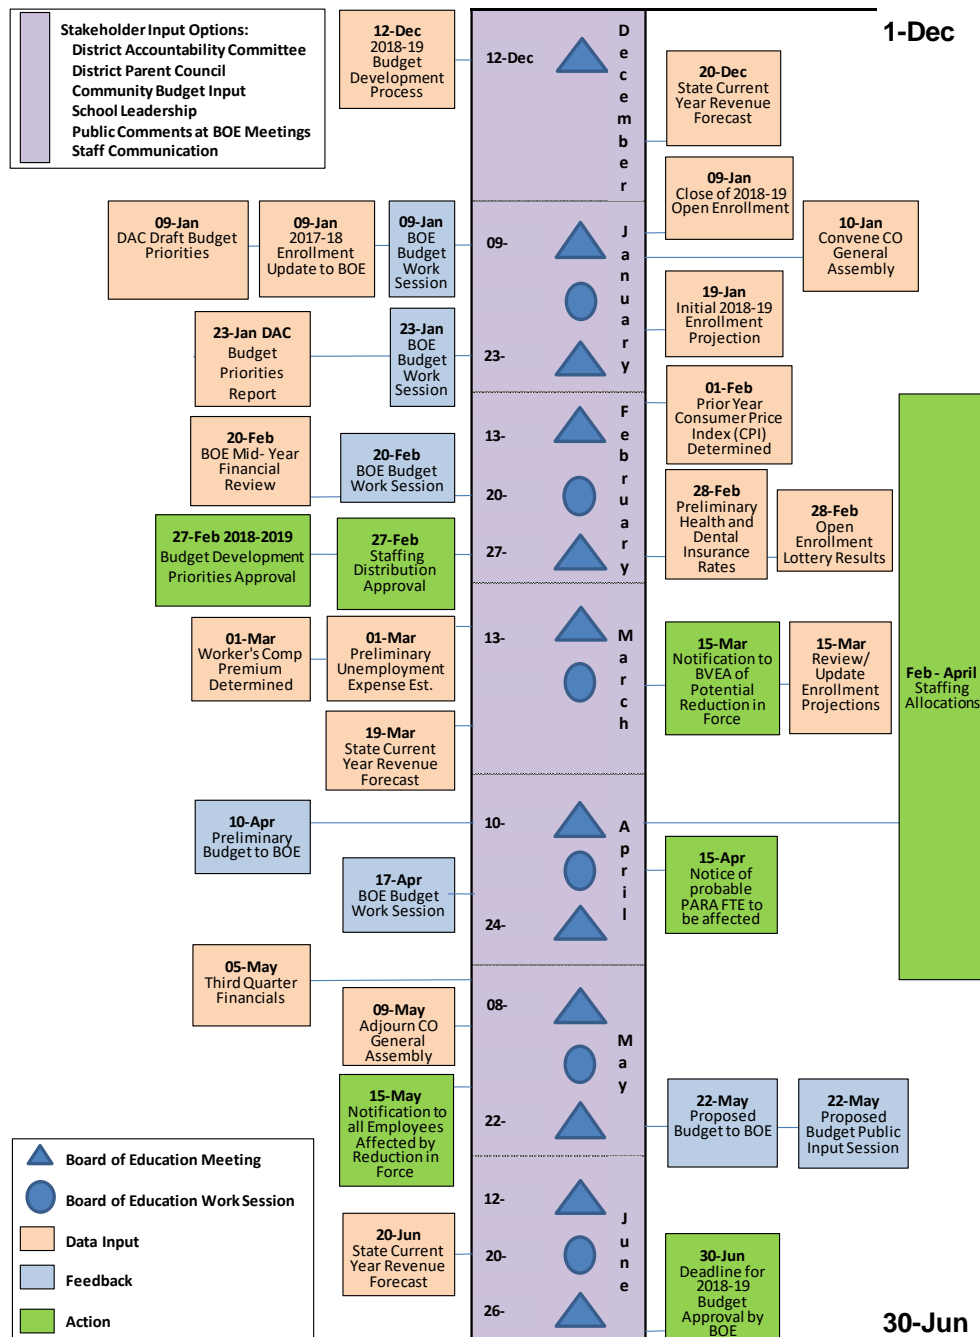 Stakeholder Input Options:
District Accountability Committee
District Parent Council
Community Budget Input
School Leadership
Public Comments at BOE Meetings
Staff Communication
12-Dec
2018-19
Budget
Development
Process
12-Dec
December
1-Dec
20-Dec
State Current
Year Revenue
Forecast
09-Jan
Close of 2018-19
Open Enrollment
09-Jan
DAC Draft Budget
Priorities
09-Jan
2017-18
Enrollment
Update to BOE
09-Jan
BOE
Budget
Work
Session
09-
January
10-Jan
Convene CO
General
Assembly
19-Jan
Initial 2018-19
Enrollment
Projection
23-Jan DAC
Budget
Priorities
Report
23-Jan
BOE
Budget
Work
Session
23-
01-Feb
Prior Year
Consumer Price
Index (CPI)
Determined
February
13-
20-Feb
BOE Mid- Year
Financial
Review
20-Feb
BOE Budget
Work Session
20-
28-Feb
Preliminary
Health and
Dental
Insurance
Rates
28-Feb
Open
Enrollment
Lottery Results
27-Feb 2018-2019
Budget Development
Priorities Approval
27-Feb
Staffing
Distribution
Approval
27-
01-Mar
Worker's Comp
Premium
Determined
01-Mar
Preliminary
Unemployment
Expense Est.
13-
March
15-Mar
Notification to
BVEA of
Potential
Reduction in
Force
15-Mar
Review/
Update
Enrollment
Projections
Feb - April
Staffing
Allocations
19-Mar
State Current
Year Revenue
Forecast
10-Apr
Preliminary
Budget to BOE
10-
April
17-Apr
BOE Budget
Work Session
24-
15-Apr
Notice of
probable
PARA FTE to
be affected
05-May
Third Quarter
Financials
09-May
Adjourn CO
General
Assembly
08-
May
15-May
Notification to
all Employees
Affected by
Reduction in
Force
22-
22-May
Proposed
Budget to BOE
22-May
Proposed
Budget Public
Input Session
Board of Education Meeting
Board of Education Work Session
Data Input
Feedback
Action
12-
June
20-Jun
State Current
Year Revenue
Forecast
20-
26-
30-Jun
Deadline for
2018-19
Budget
Approval by
BOE
30-Jun